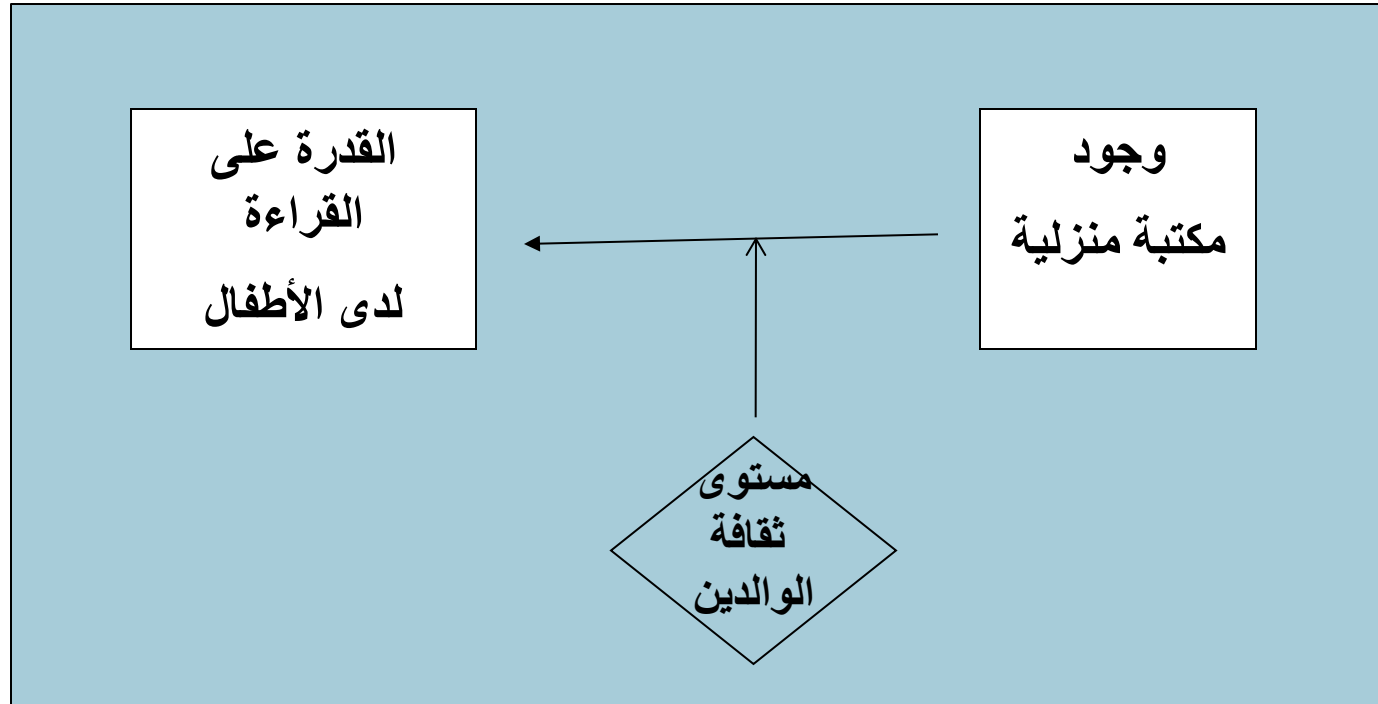 وجود
مكتبة منزلية
القدرة على
القراءة
لدى الأطفال
مستوى
ثقافة
الوالدين